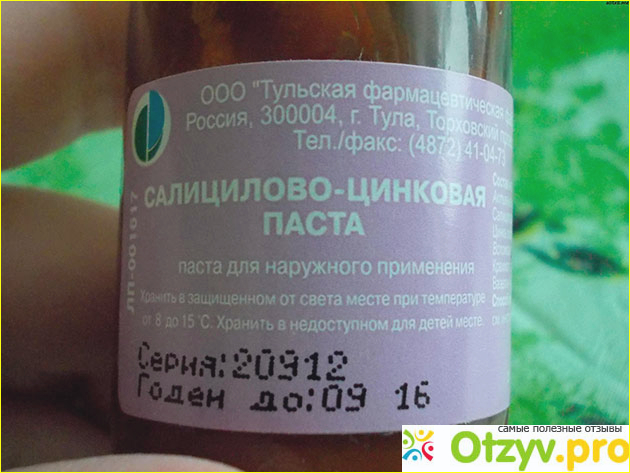 ООО "Тульская фармацевтическая
Россия, 300004, г. Тула, Торховский
Тел./факс: (4872) 41-04-73
САЛИЦИЛОВО-ЦИНКОВАЯ
ПАСТА
паста для наружного применения
Хранить в защищенном от света месте при температуре
от 8 до 15 °С. Хранить в недоступном для детей месте.
ЛП-001017
Серия:20912
Годен до:09 16
самые полезные отзывы
Otzyv.pro